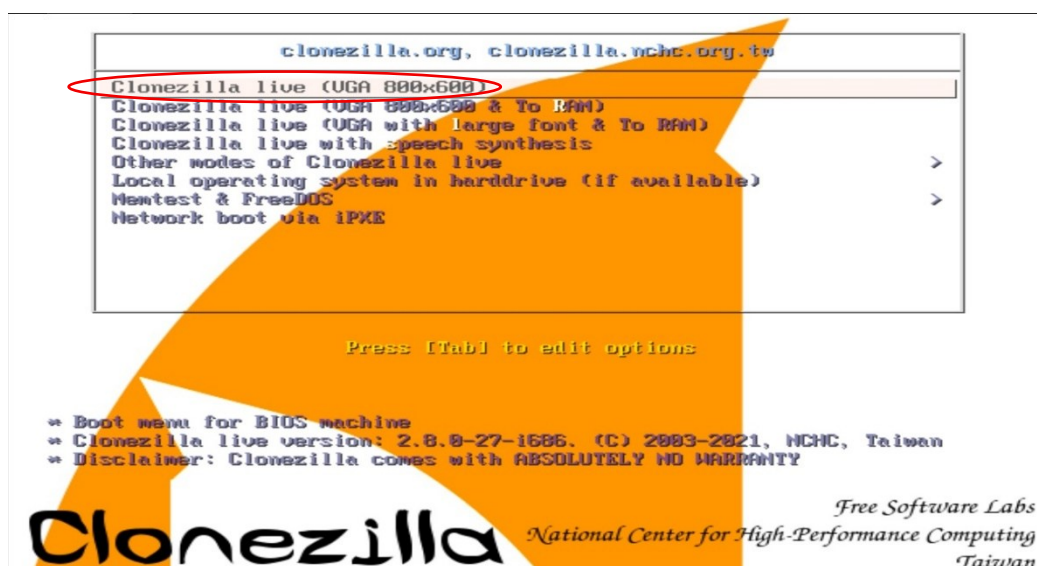 clonezilla.org, clonezilla.nchc.org.tw
Clonezilla live (VGA 800x600)
Clonezilla live (VGA 800x600 & To RAM)
Clonezilla live (VGA with large font & To RAM)
Clonezilla live with speech synthesis
Other modes of Clonezilla live >
Local operating system in harddrive (if available)
Memtest & FreeDOS >
Network boot via iPXE
Press [Tab] to edit options
* Boot menu for BIOS machine
* Clonezilla live version: 2.8.0-27-i686. (C) 2003-2021, NCHC, Taiwan
* Disclaimer: Clonezilla comes with ABSOLUTELY NO WARRANTY
Free Software Labs
Clonezilla National Center for High-Performance Computing
Taiwan